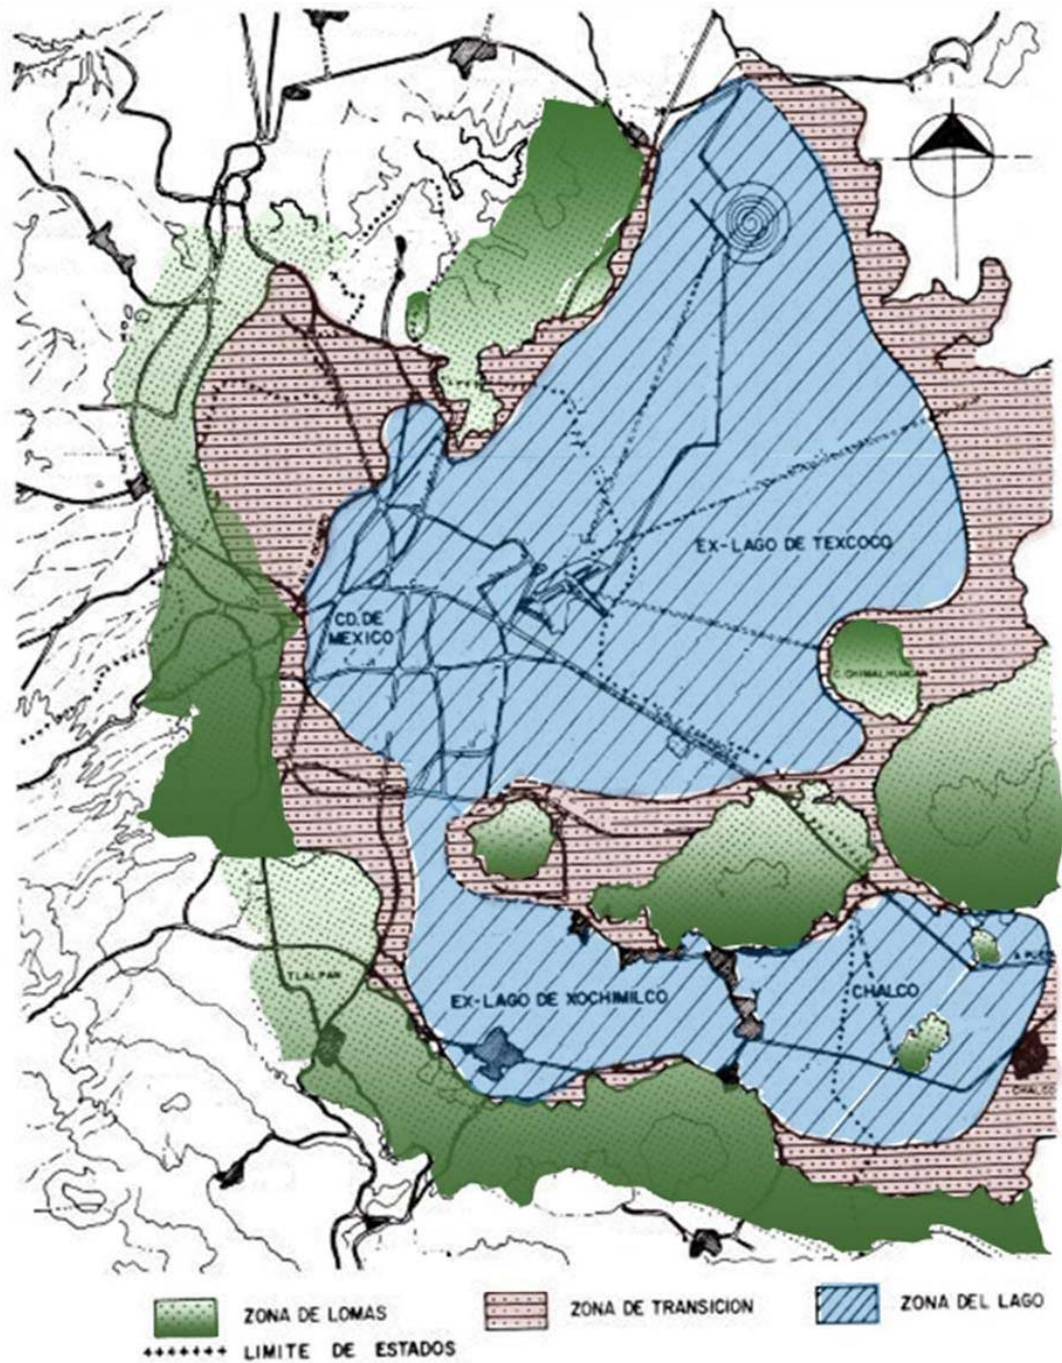 EX-LAGO DE TEXCOCO
CD. DE
MEXICO
C. CHIMALHUACAN
TLALPAN
EX-LAGO DE XOCHIMILCO
CHALCO
CHALCO
ZONA DE LOMAS
ZONA DE TRANSICION
ZONA DEL LAGO
LIMITE DE ESTADOS